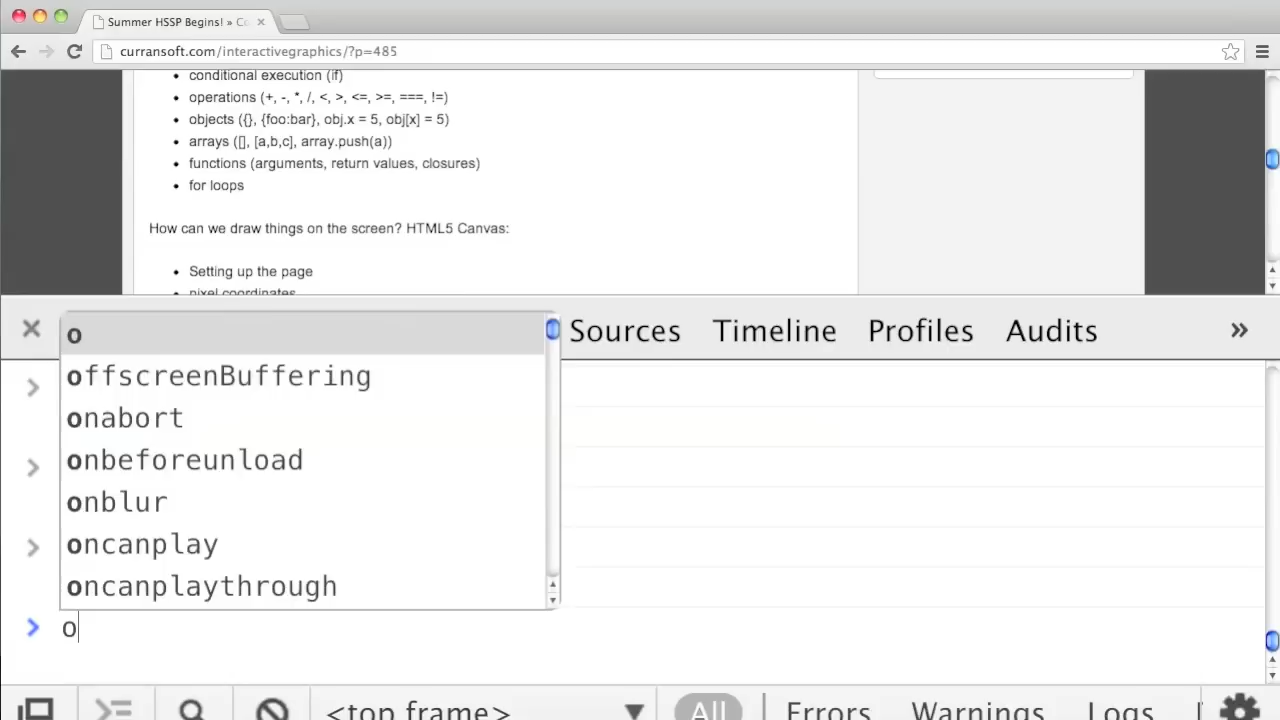 Summer HSSP Begins! » Co
curransoft.com/interactivegraphics/?p=485
conditional execution (if)
operations (+, -, *, /, <, >, <=, >=, ===, !=)
objects ({}, {foo:bar}, obj.x = 5, obj[x] = 5)
arrays ([], [a,b,c], array.push(a))
functions (arguments, return values, closures)
for loops
How can we draw things on the screen? HTML5 Canvas:
Setting up the page
pixel coordinates
Sources Timeline Profiles Audits »
o
offscreenBuffering
onabort
onbeforeunload
onblur
oncanplay
oncanplaythrough
> o
<top frame> All Errors Warnings Logs